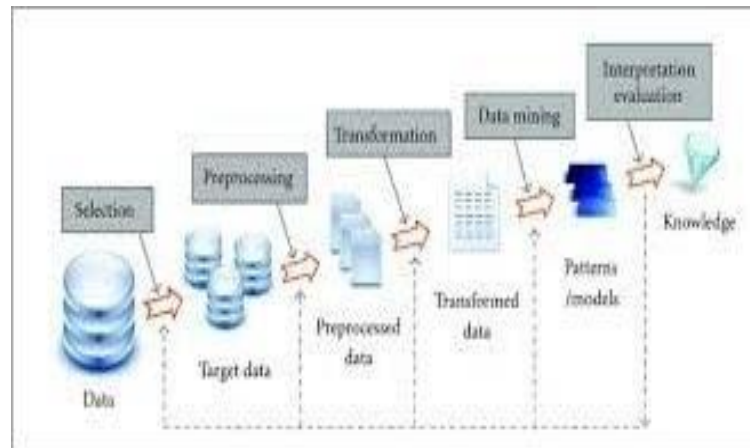 Interpretation
evaluation
Data mining
Transformation
Preprocessing
Selection
Knowledge
Patterns
/models
Transformed
data
Preprocessed
data
Target data
Data